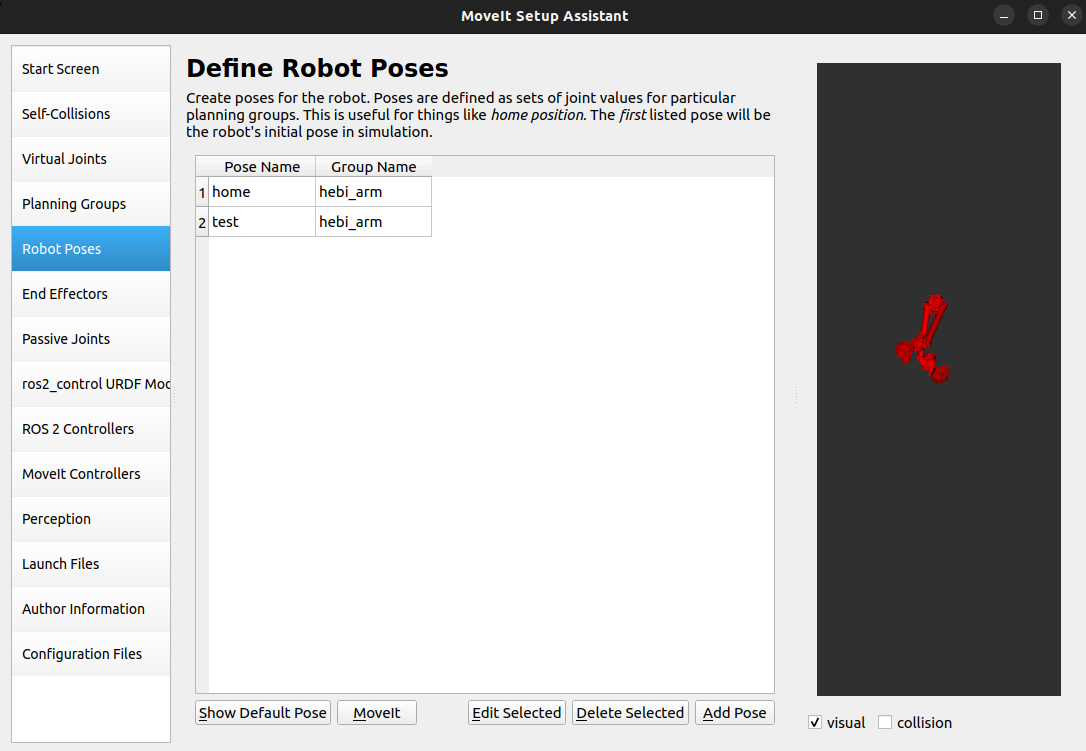 MoveIt Setup Assistant
Start Screen
Self-Collisions
Virtual Joints
Planning Groups
Robot Poses
End Effectors
Passive Joints
ros2_control URDF Moc
ROS 2 Controllers
MoveIt Controllers
Perception
Launch Files
Author Information
Configuration Files
Define Robot Poses
Create poses for the robot. Poses are defined as sets of joint values for particular
planning groups. This is useful for things like home position. The first listed pose will be
the robot's initial pose in simulation.
Pose Name Group Name
1 home hebi_arm
2 test hebi_arm
Show Default Pose MoveIt Edit Selected Delete Selected Add Pose
visual collision